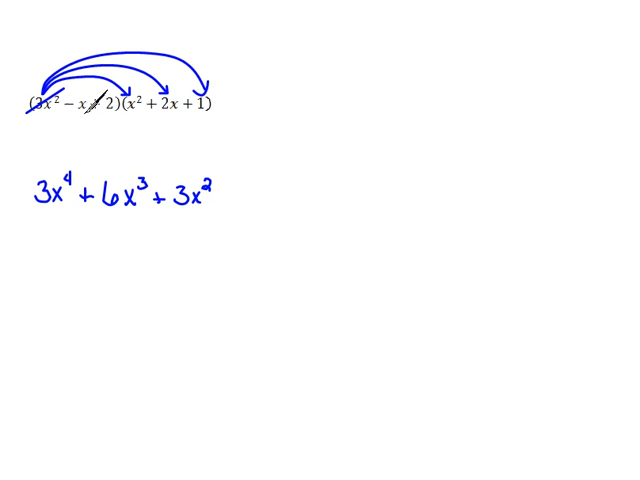 (3x² − x + 2)(x² + 2x + 1)
3x⁴ + 6x³ + 3x²